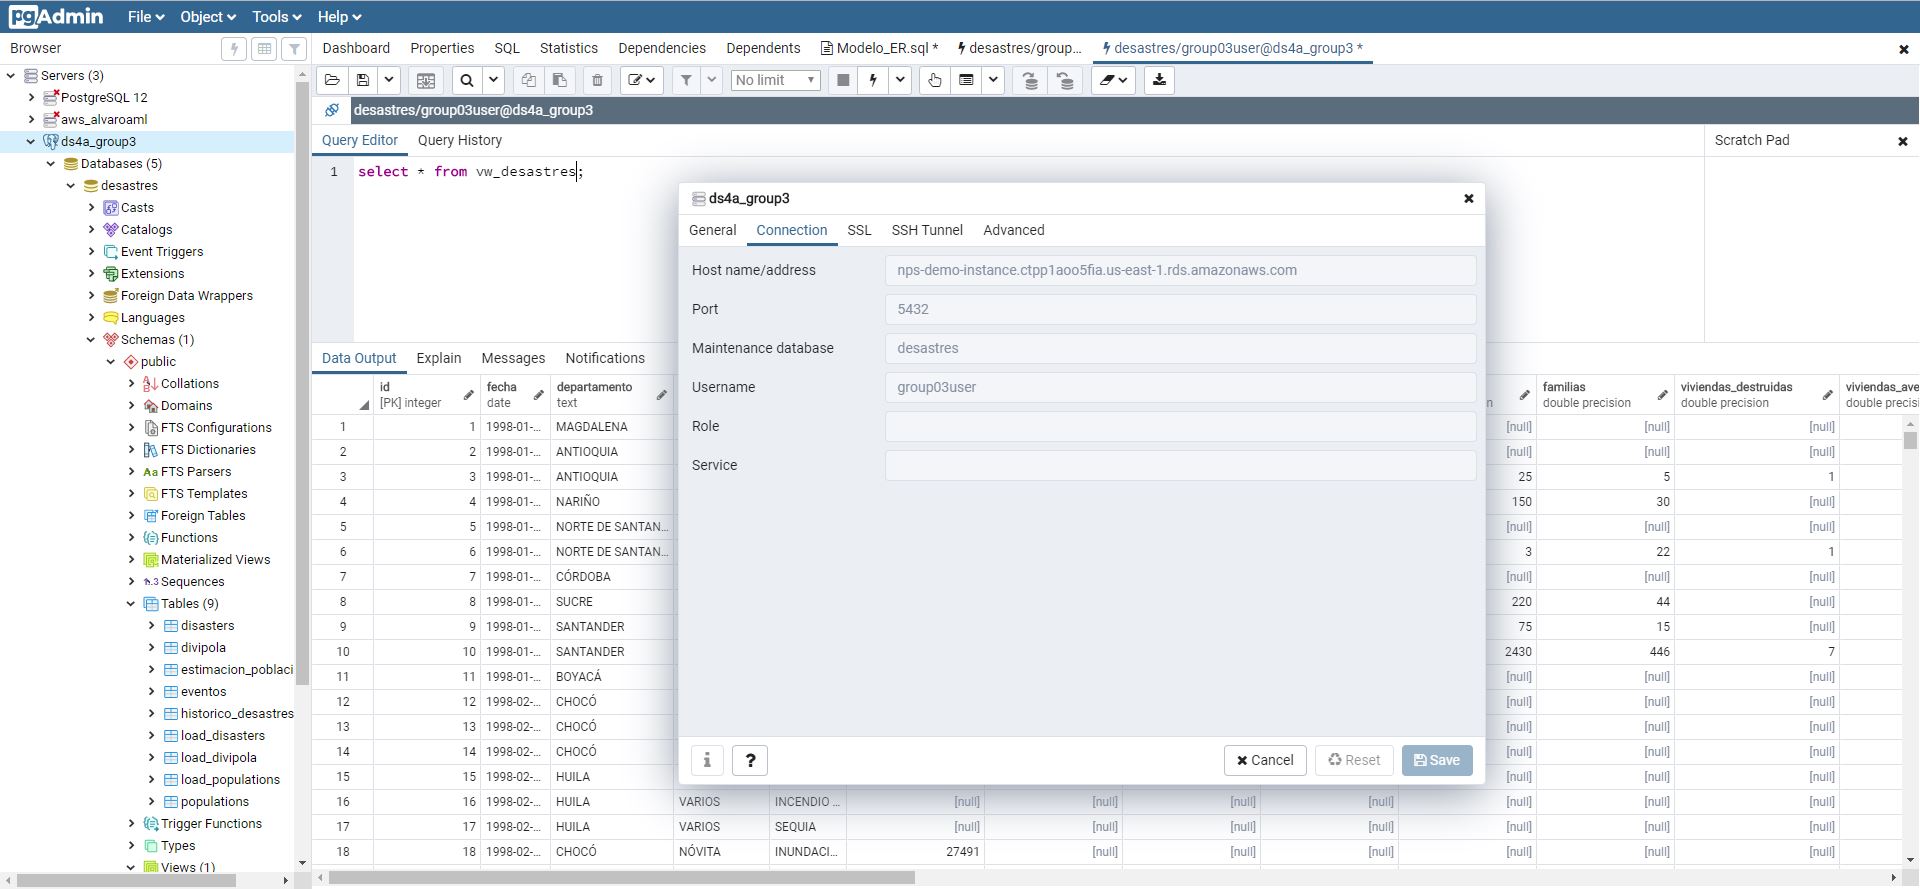 pgAdmin File Object Tools Help
Browser
Dashboard Properties SQL Statistics Dependencies Dependents Modelo_ER.sql * desastres/group... desastres/group03user@ds4a_group3 *
Servers (3)
PostgreSQL 12
aws_alvaroaml
ds4a_group3
Databases (5)
desastres
Casts
Catalogs
Event Triggers
Extensions
Foreign Data Wrappers
Languages
Schemas (1)
public
Collations
Domains
FTS Configurations
FTS Dictionaries
Aa FTS Parsers
FTS Templates
Foreign Tables
Functions
Materialized Views
1..3 Sequences
Tables (9)
disasters
divipola
estimacion_poblaci
eventos
historico_desastres
load_disasters
load_divipola
load_populations
populations
Trigger Functions
Types
Views (1)
No limit
desastres/group03user@ds4a_group3
Query Editor Query History
Scratch Pad
1 select * from vw_desastres;
ds4a_group3
General Connection SSL SSH Tunnel Advanced
Host name/address nps-demo-instance.ctpp1aoo5fia.us-east-1.rds.amazonaws.com
Port 5432
Maintenance database desastres
Username group03user
Role
Service
? Cancel Reset Save
Data Output Explain Messages Notifications
id fecha departamento familias viviendas_destruidas viviendas_ave
[PK] integer date text n double precision double precision double precisi
1 1 1998-01-... MAGDALENA [null] [null] [null]
2 2 1998-01-... ANTIOQUIA [null] [null] [null]
3 3 1998-01-... ANTIOQUIA 25 5 1
4 4 1998-01-... NARIÑO 150 30 [null]
5 5 1998-01-... NORTE DE SANTAN... [null] [null] [null]
6 6 1998-01-... NORTE DE SANTAN... 3 22 1
7 7 1998-01-... CÓRDOBA [null] [null] [null]
8 8 1998-01-... SUCRE 220 44 [null]
9 9 1998-01-... SANTANDER 75 15 [null]
10 10 1998-01-... SANTANDER 2430 446 7
11 11 1998-01-... BOYACÁ [null] [null] [null]
12 12 1998-02-... CHOCÓ [null] [null] [null]
13 13 1998-02-... CHOCÓ [null] [null] [null]
14 14 1998-02-... CHOCÓ [null] [null] [null]
15 15 1998-02-... HUILA [null] [null] [null]
16 16 1998-02-... HUILA VARIOS INCENDIO ... [null] [null] [null] [null] [null] [null] [null]
17 17 1998-02-... HUILA VARIOS SEQUIA [null] [null] [null] [null] [null] [null] [null]
18 18 1998-02-... CHOCÓ NÓVITA INUNDACI... 27491 [null] [null] [null] [null] [null] [null]